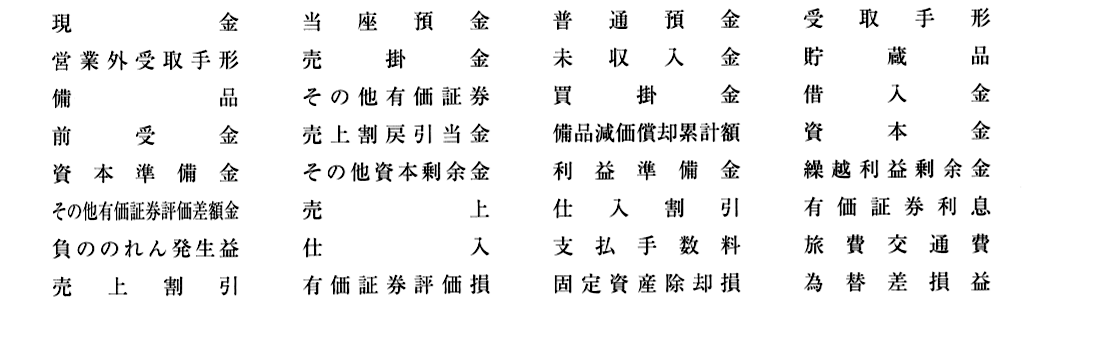 現金 当座預金 普通預金 受取手形
営業外受取手形 売掛金 未収入金 貯蔵品
備品 その他有価証券 買掛金 借入金
前受金 売上割戻引当金 備品減価償却累計額 資本金
資本準備金 その他資本剰余金 利益準備金 繰越利益剰余金
その他有価証券評価差額金 売上 仕入割引 有価証券利息
負ののれん発生益 仕入 支払手数料 旅費交通費
売上割引 有価証券評価損 固定資産除却損 為替差損益